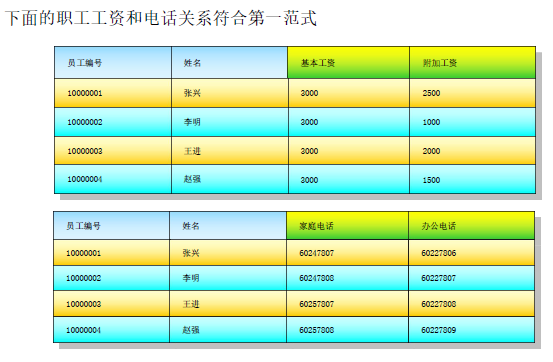 下面的职工工资和电话关系符合第一范式
员工编号 姓名 基本工资 附加工资
10000001 张兴 3000 2500
10000002 李明 3000 1000
10000003 王进 3000 2000
10000004 赵强 3000 1500
员工编号 姓名 家庭电话 办公电话
10000001 张兴 60247807 60227806
10000002 李明 60247808 60227807
10000003 王进 60257807 60227808
10000004 赵强 60257808 60227809